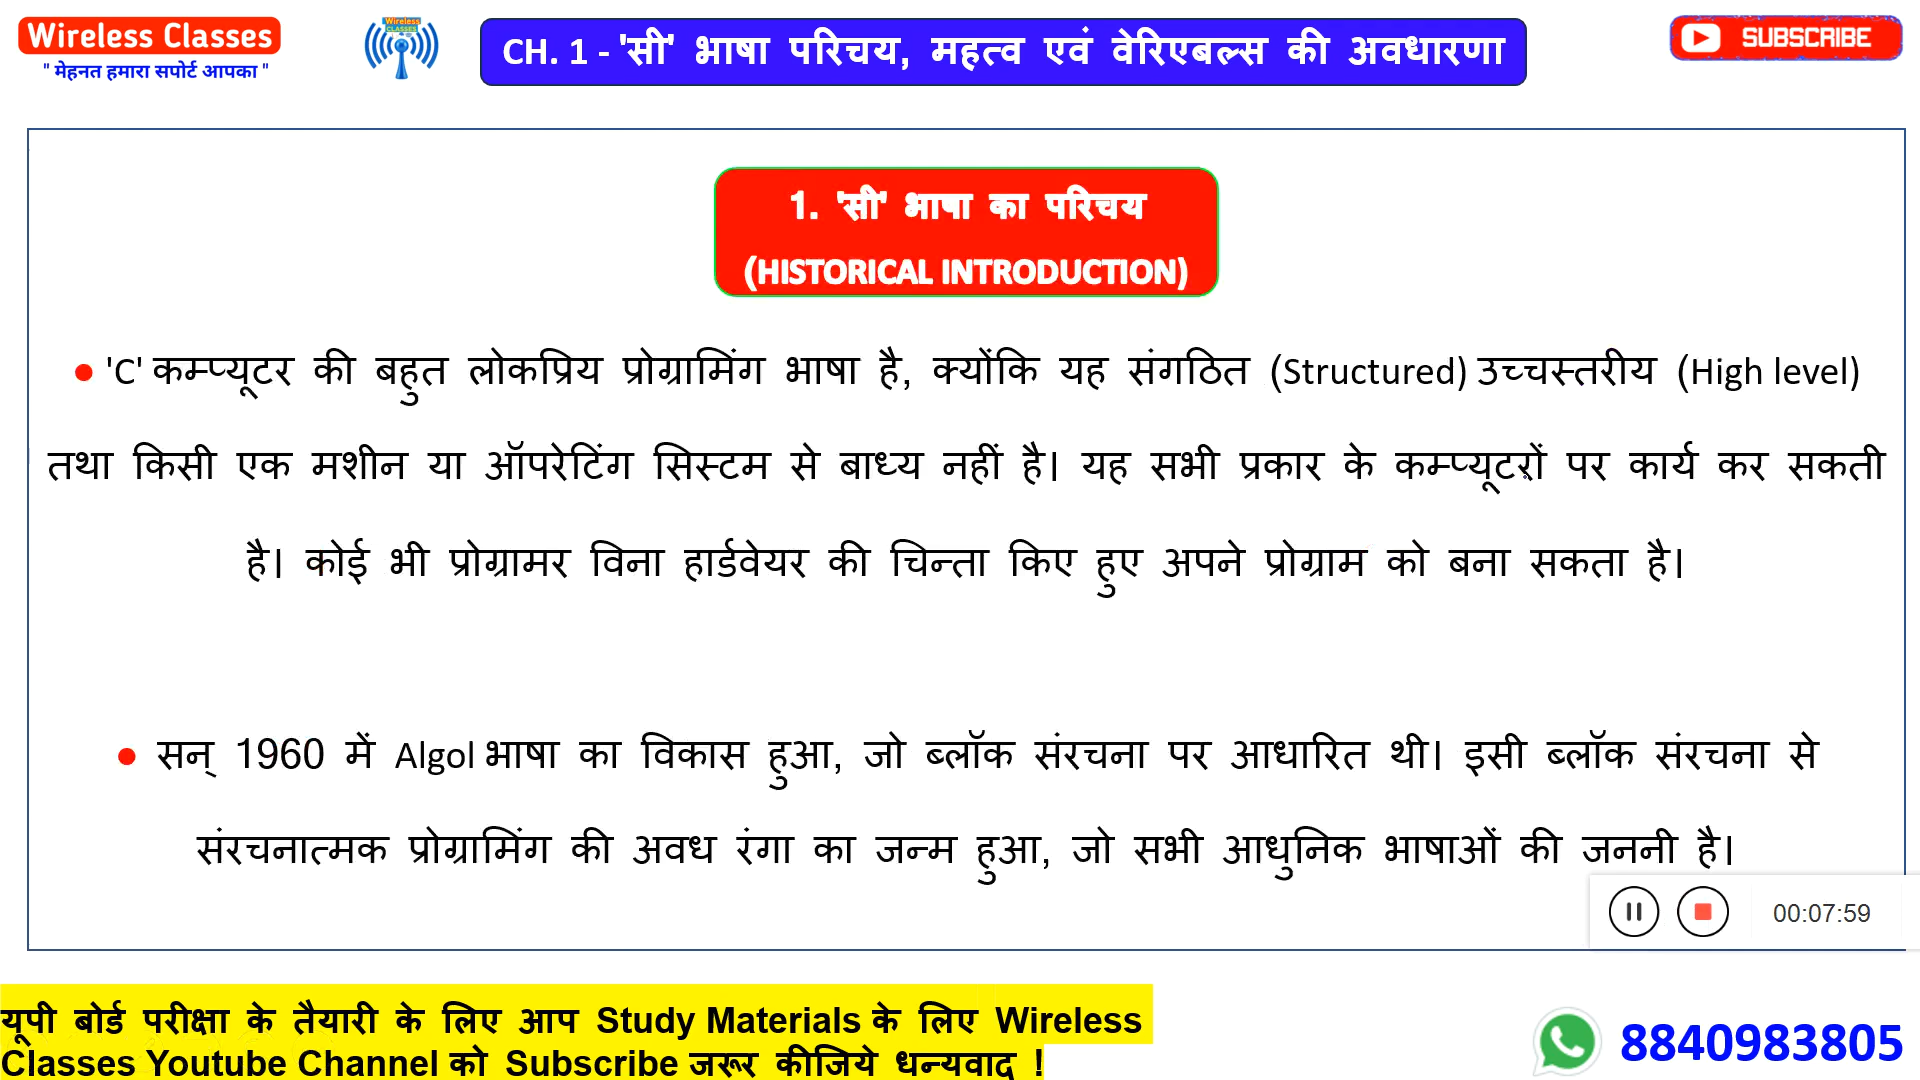 Wireless Classes
" मेहनत हमारा सपोर्ट आपका "
Wireless
CLASSES
CH. 1 - 'सी' भाषा परिचय, महत्व एवं वेरिएबल्स की अवधारणा
SUBSCRIBE
1. 'सी' भाषा का परिचय
(HISTORICAL INTRODUCTION)
• 'C' कम्प्यूटर की बहुत लोकप्रिय प्रोग्रामिंग भाषा है, क्योंकि यह संगठित (Structured) उच्चस्तरीय (High level)
तथा किसी एक मशीन या ऑपरेटिंग सिस्टम से बाध्य नहीं है। यह सभी प्रकार के कम्प्यूटरों पर कार्य कर सकती
है। कोई भी प्रोग्रामर विना हार्डवेयर की चिन्ता किए हुए अपने प्रोग्राम को बना सकता है।
• सन् 1960 में Algol भाषा का विकास हुआ, जो ब्लॉक संरचना पर आधारित थी। इसी ब्लॉक संरचना से
संरचनात्मक प्रोग्रामिंग की अवध रंगा का जन्म हुआ, जो सभी आधुनिक भाषाओं की जननी है।
00:07:59
यूपी बोर्ड परीक्षा के तैयारी के लिए आप Study Materials के लिए Wireless
Classes Youtube Channel को Subscribe जरूर कीजिये धन्यवाद !
8840983805